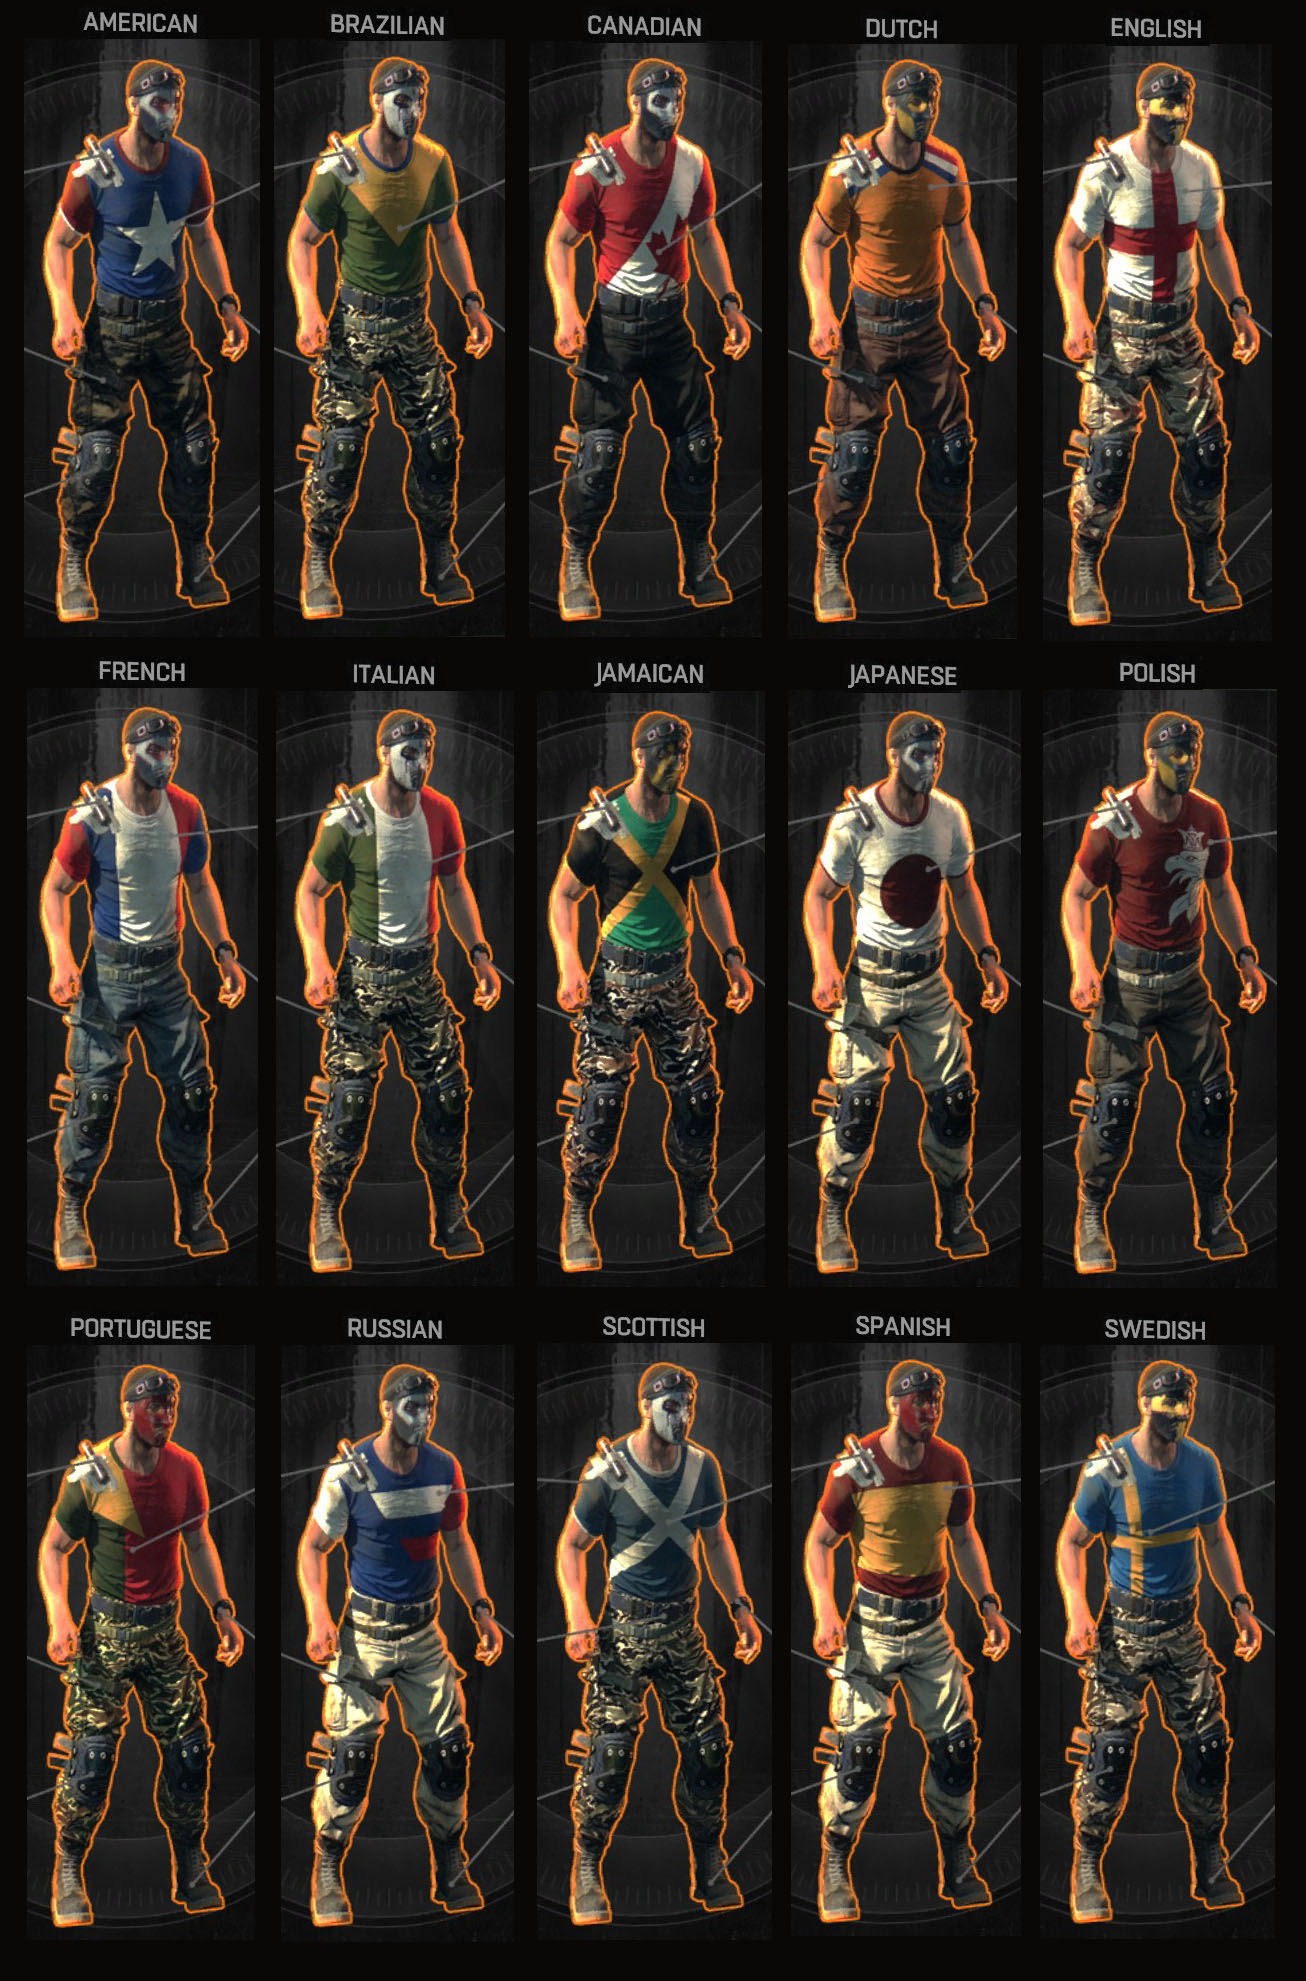 AMERICAN
BRAZILIAN
CANADIAN
DUTCH
ENGLISH
FRENCH
ITALIAN
JAMAICAN
JAPANESE
POLISH
PORTUGUESE
RUSSIAN
SCOTTISH
SPANISH
SWEDISH